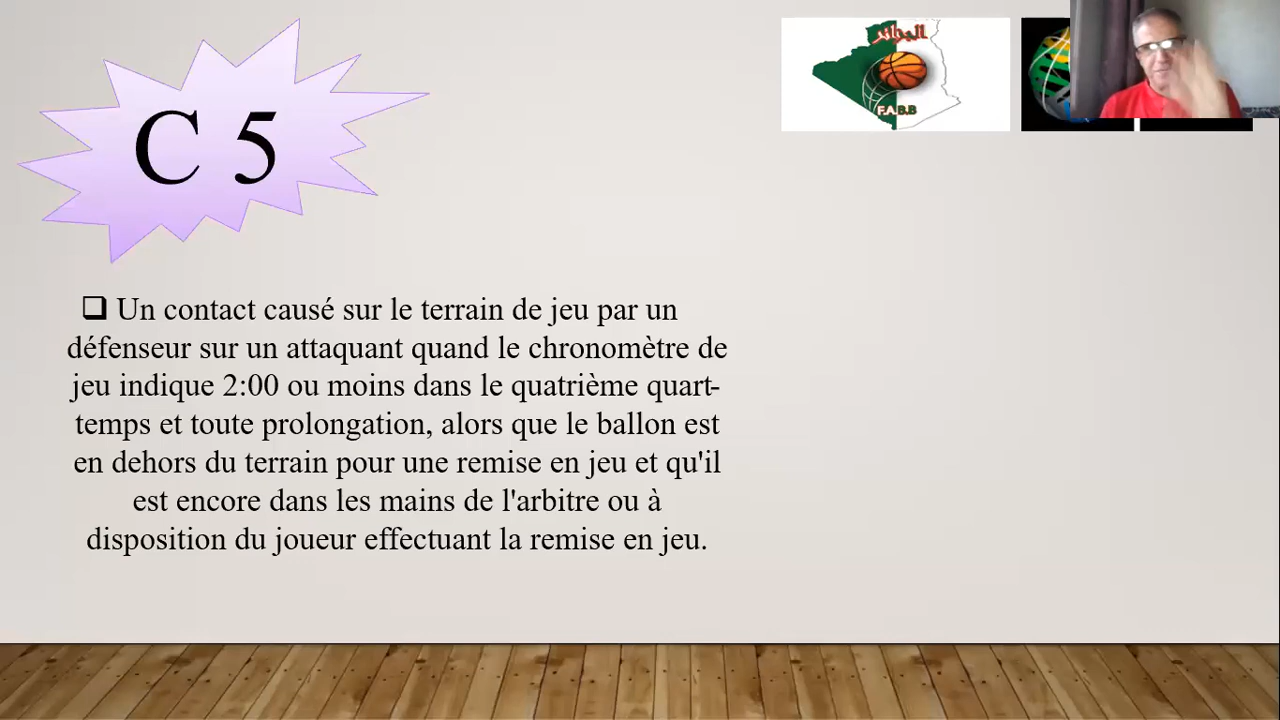 C 5
الجزائر
F.A.B.B
❑ Un contact causé sur le terrain de jeu par un
défenseur sur un attaquant quand le chronomètre de
jeu indique 2:00 ou moins dans le quatrième quart-
temps et toute prolongation, alors que le ballon est
en dehors du terrain pour une remise en jeu et qu'il
est encore dans les mains de l'arbitre ou à
disposition du joueur effectuant la remise en jeu.